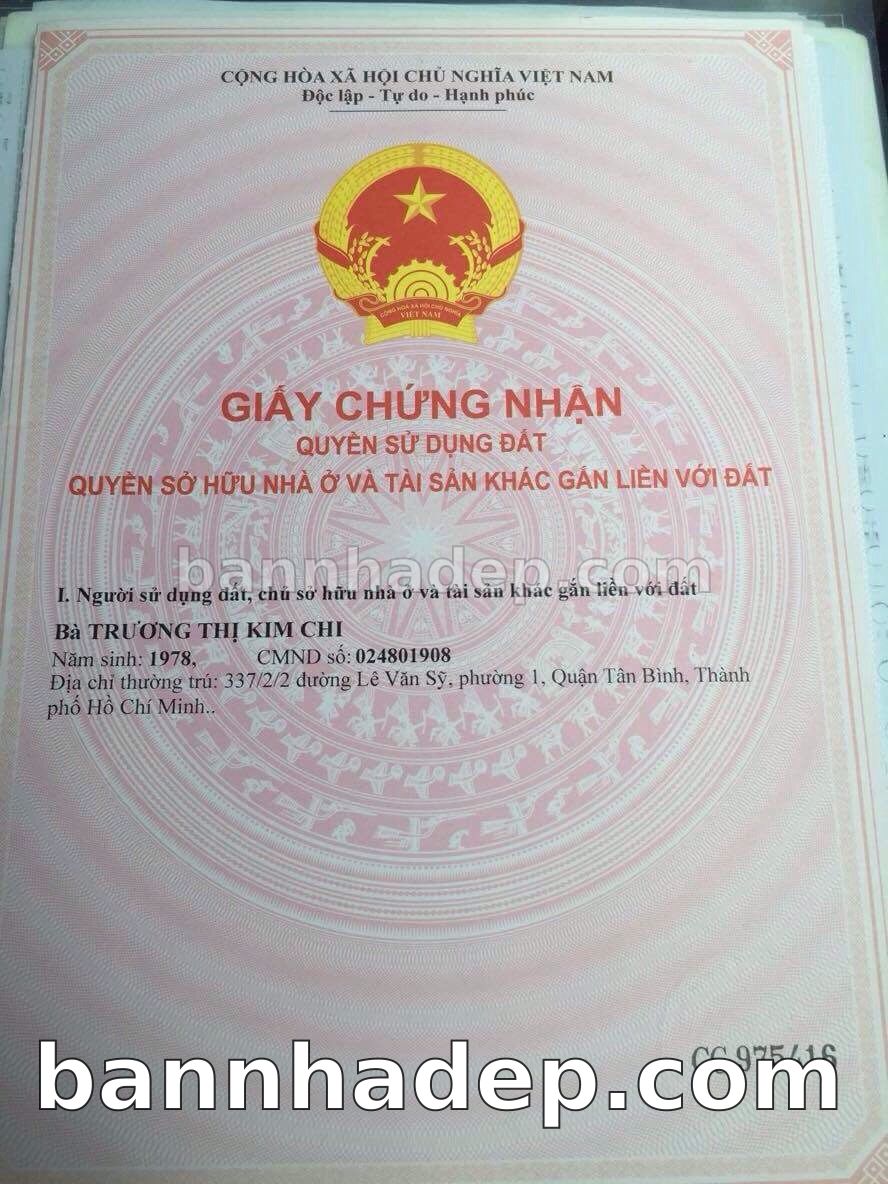 CỘNG HÒA XÃ HỘI CHỦ NGHĨA VIỆT NAM
Độc lập - Tự do - Hạnh phúc
CỘNG HOÀ XÃ HỘI CHỦ NGHĨA
VIỆT NAM
GIẤY CHỨNG NHẬN
QUYỀN SỬ DỤNG ĐẤT
QUYỀN SỞ HỮU NHÀ Ở VÀ TÀI SẢN KHÁC GẮN LIỀN VỚI ĐẤT
bannhadep.com
I. Người sử dụng đất, chủ sở hữu nhà ở và tài sản khác gắn liền với đất
Bà TRƯƠNG THỊ KIM CHI
Năm sinh: 1978, CMND số: 024801908
Địa chỉ thường trú: 337/2/2 đường Lê Văn Sỹ, phường 1, Quận Tân Bình, Thành
phố Hồ Chí Minh..
bannhadep.com